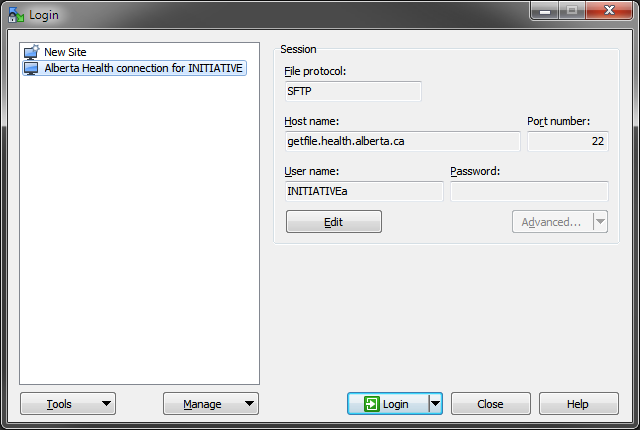 Login
New Site
Alberta Health connection for INITIATIVE
Session
File protocol:
SFTP
Host name:
Port number:
getfile.health.alberta.ca
22
User name:
Password:
INITIATIVEa
Edit
Advanced...
Tools
Manage
Login
Close
Help